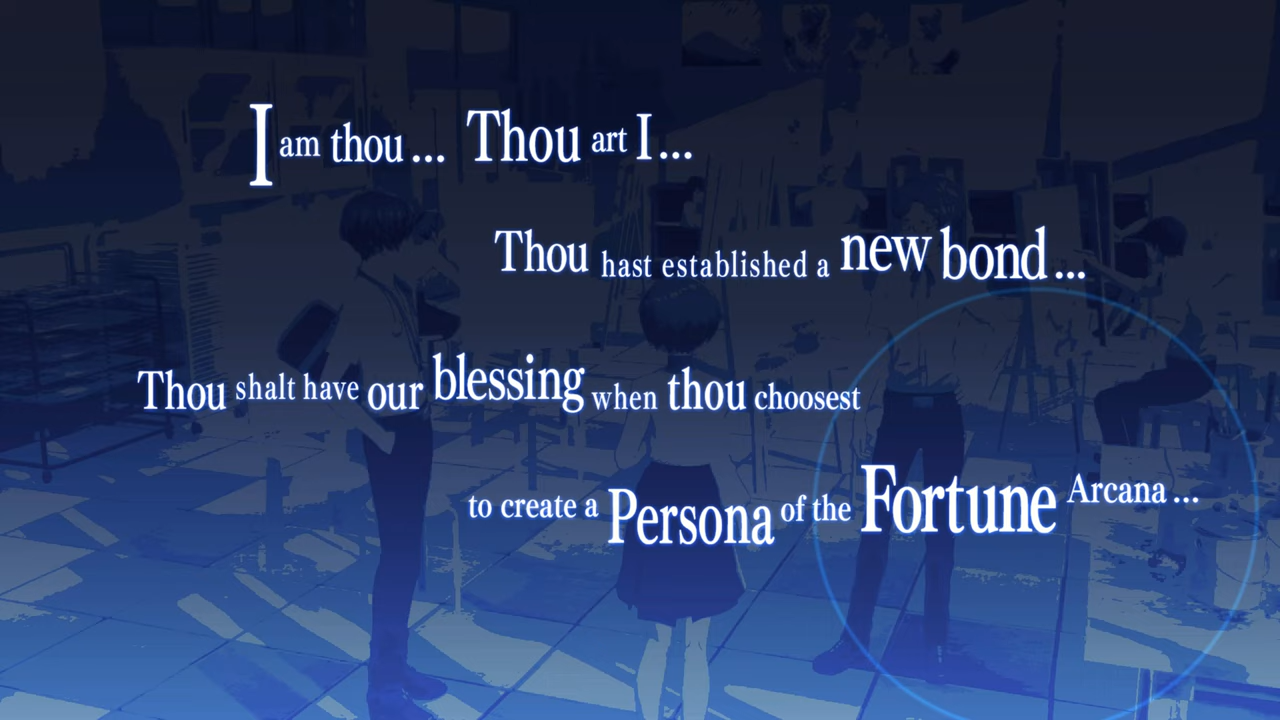 I am thou... Thou art I...
Thou hast established a new bond...
Thou shalt have our blessing when thou choosest
to create a Persona of the Fortune Arcana...